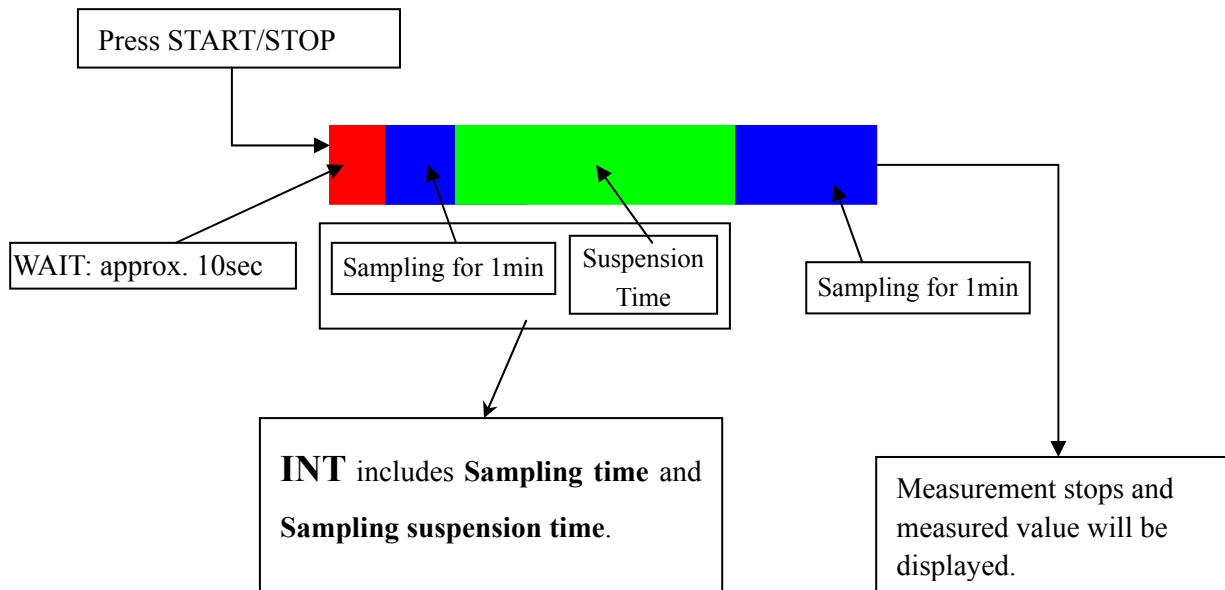 Press START/STOP
WAIT: approx. 10sec
Sampling for 1min
Suspension
Time
Sampling for 1min
INT includes Sampling time and
Sampling suspension time.
Measurement stops and
measured value will be
displayed.